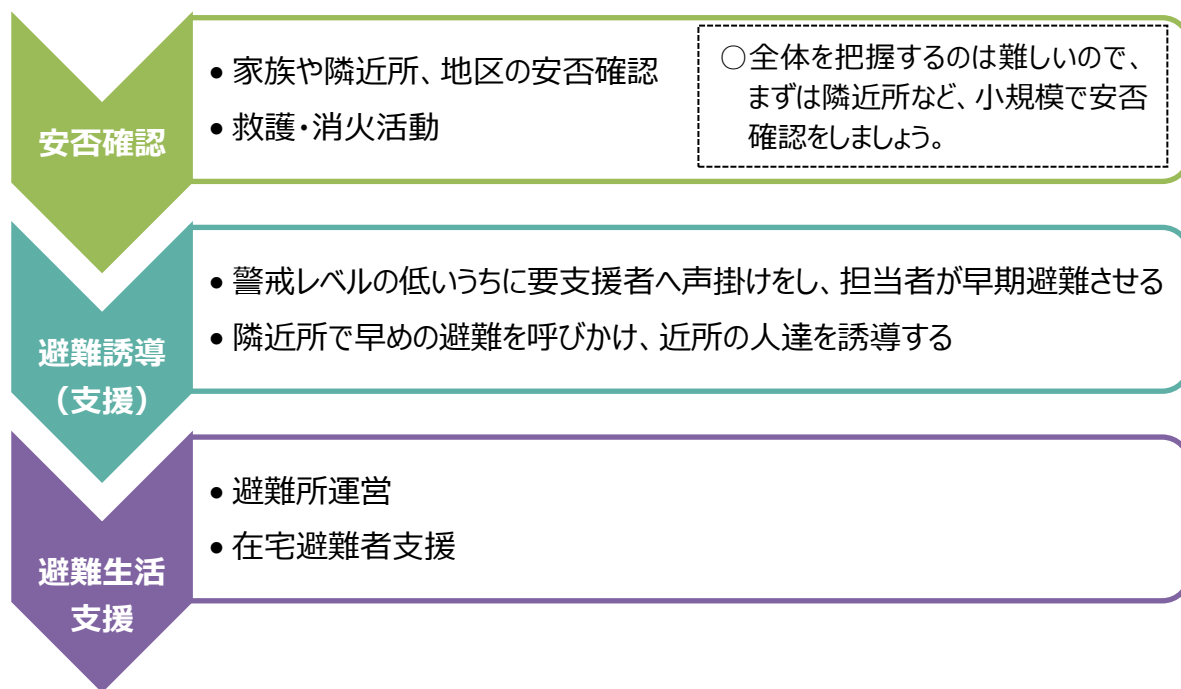 安否確認
• 家族や隣近所、地区の安否確認
• 救護・消火活動
○全体を把握するのは難しいので、
まずは隣近所など、小規模で安否
確認をしましょう。
避難誘導
（支援）
• 警戒レベルの低いうちに要支援者へ声掛けをし、担当者が早期避難させる
• 隣近所で早めの避難を呼びかけ、近所の人達を誘導する
避難生活
支援
• 避難所運営
• 在宅避難者支援